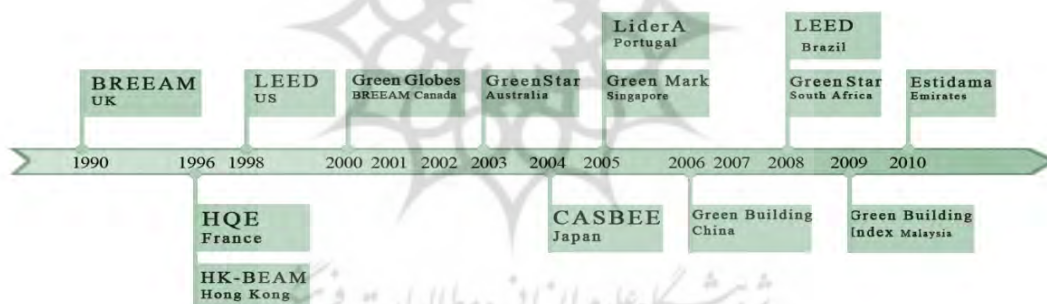 LiderA
Portugal
LEED
Brazil
BREEAM
UK
LEED
US
Green Globes
BREEAM Canada
GreenStar
Australia
Green Mark
Singapore
Green Star
South Africa
Estidama
Emirates
1990 1996 1998 2000 2001 2002 2003 2004 2005 2006 2007 2008 2009 2010
HQE
France
CASBEE
Japan
Green Building
China
Green Building
Index Malaysia
HK-BEAM
Hong Kong